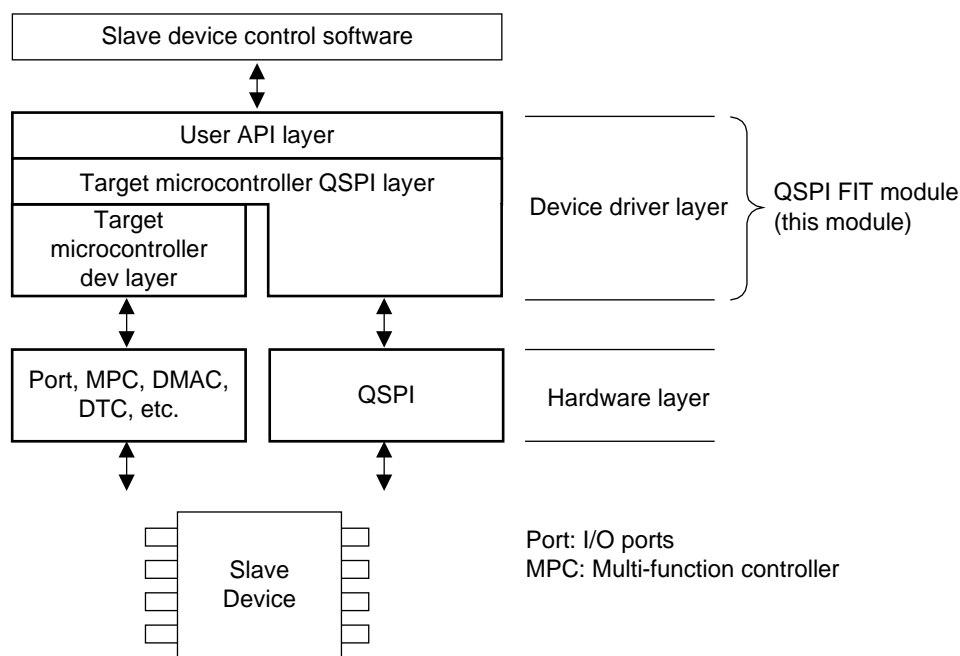 Slave device control software
User API layer
Target microcontroller QSPI layer
Target
microcontroller
dev layer
Device driver layer
QSPI FIT module
(this module)
Port, MPC, DMAC,
DTC, etc.
QSPI
Hardware layer
Slave
Device
Port: I/O ports
MPC: Multi-function controller